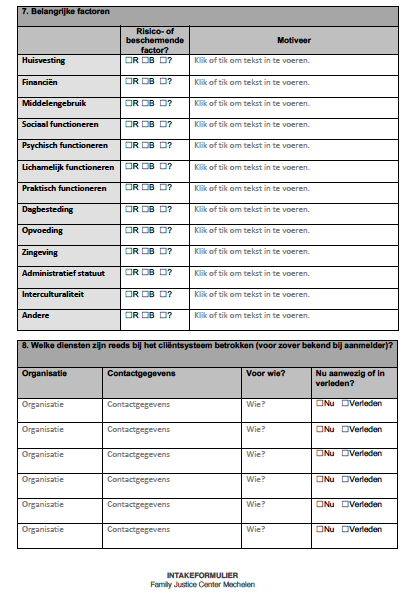 7. Belangrijke factoren
Risico- of
beschermende
factor?
Motiveer
Huisvesting ☐R ☐B ☐? Klik of tik om tekst in te voeren.
Financiën ☐R ☐B ☐? Klik of tik om tekst in te voeren.
Middelengebruik ☐R ☐B ☐? Klik of tik om tekst in te voeren.
Sociaal functioneren ☐R ☐B ☐? Klik of tik om tekst in te voeren.
Psychisch functioneren ☐R ☐B ☐? Klik of tik om tekst in te voeren.
Lichamelijk functioneren ☐R ☐B ☐? Klik of tik om tekst in te voeren.
Praktisch functioneren ☐R ☐B ☐? Klik of tik om tekst in te voeren.
Dagbesteding ☐R ☐B ☐? Klik of tik om tekst in te voeren.
Opvoeding ☐R ☐B ☐? Klik of tik om tekst in te voeren.
Zingeving ☐R ☐B ☐? Klik of tik om tekst in te voeren.
Administratief statuut ☐R ☐B ☐? Klik of tik om tekst in te voeren.
Interculturaliteit ☐R ☐B ☐? Klik of tik om tekst in te voeren.
Andere ☐R ☐B ☐? Klik of tik om tekst in te voeren.
8. Welke diensten zijn reeds bij het cliëntsysteem betrokken (voor zover bekend bij aanmelder)?
Organisatie Contactgegevens Voor wie? Nu aanwezig of in
verleden?
Organisatie Contactgegevens Wie? ☐Nu ☐Verleden
Organisatie Contactgegevens Wie? ☐Nu ☐Verleden
Organisatie Contactgegevens Wie? ☐Nu ☐Verleden
Organisatie Contactgegevens Wie? ☐Nu ☐Verleden
Organisatie Contactgegevens Wie? ☐Nu ☐Verleden
Organisatie Contactgegevens Wie? ☐Nu ☐Verleden
INTAKEFORMULIER
Family Justice Center Mechelen